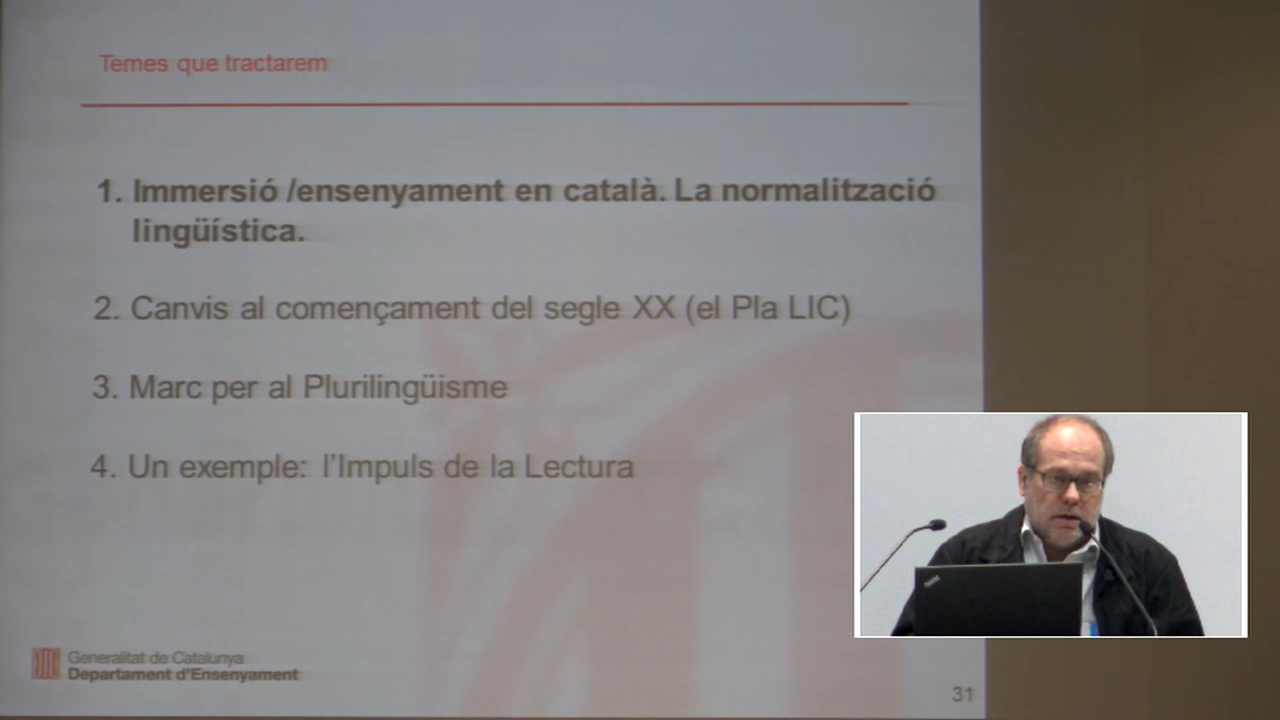 Temes que tractarem
1. Immersió /ensenyament en català. La normalització
lingüística.
2. Canvis al començament del segle XX (el Pla LIC)
3. Marc per al Plurilingüisme
4. Un exemple: l'Impuls de la Lectura
Generalitat de Catalunya
Departament d'Ensenyament
31